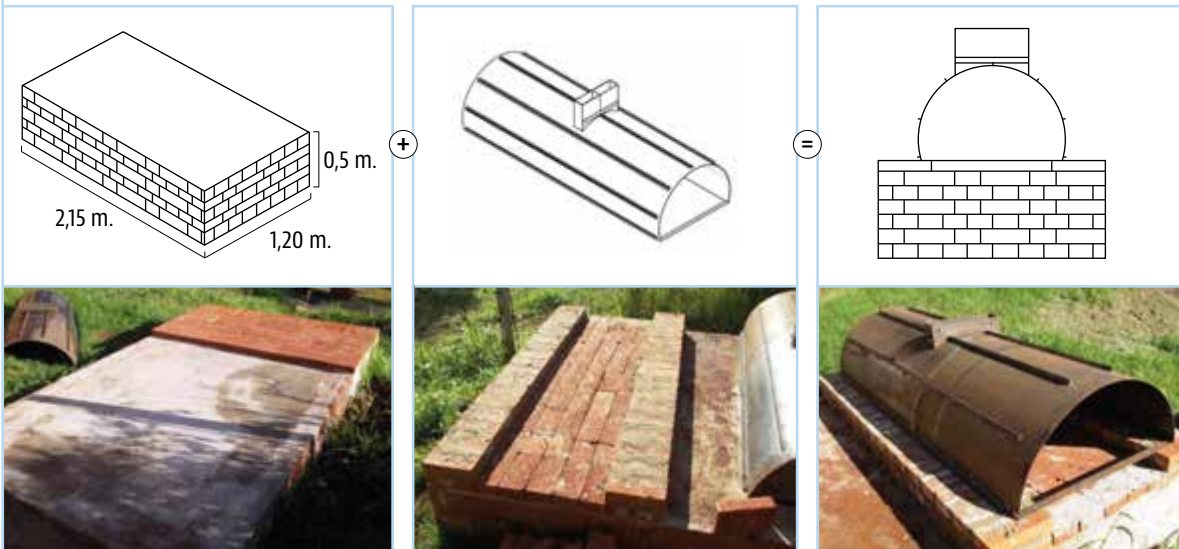 0,5 m.
2,15 m.
1,20 m.
+
=